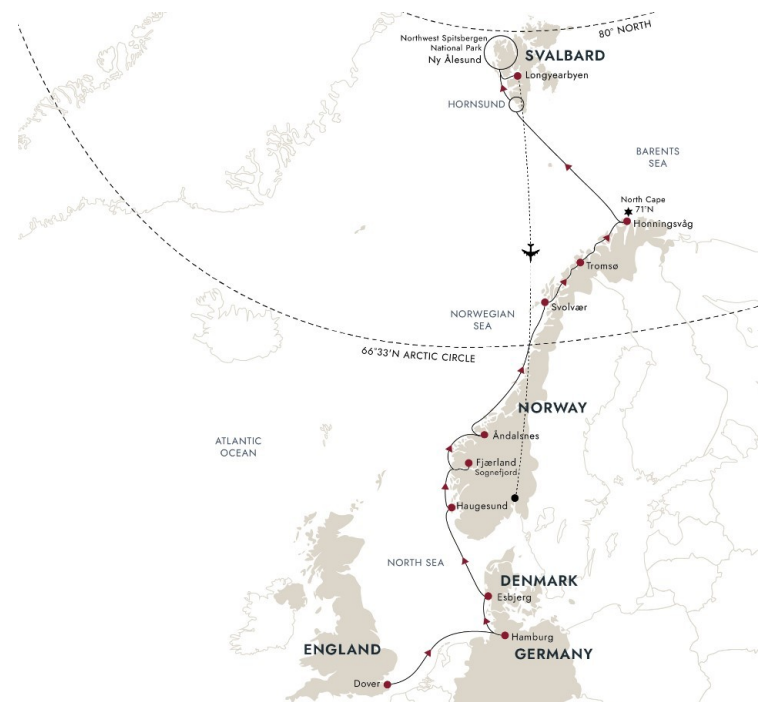 80° NORTH
Northwest Spitsbergen
National Park
Ny Ålesund
SVALBARD
Longyearbyen
HORNSUND
BARENTS
SEA
North Cape
71°N
Honningsvåg
Tromsø
Svolvær
NORWEGIAN
SEA
66°33'N ARCTIC CIRCLE
NORWAY
Åndalsnes
ATLANTIC
OCEAN
Fjærland
Sognefjord
Haugesund
NORTH SEA
DENMARK
Esbjerg
Hamburg
GERMANY
ENGLAND
Dover